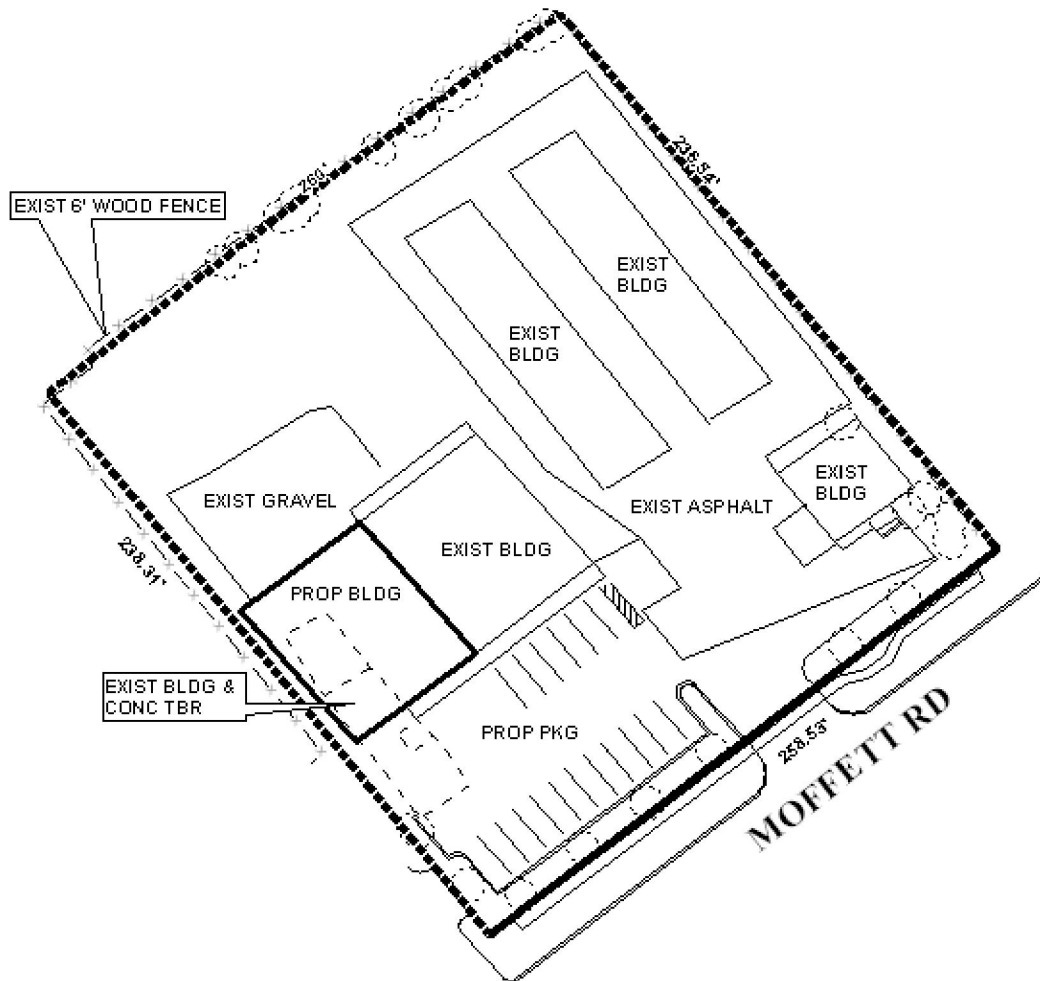 260'
236.54'
EXIST 6' WOOD FENCE
EXIST
BLDG
EXIST
BLDG
EXIST
BLDG
EXIST GRAVEL
EXIST ASPHALT
EXIST BLDG
238.31'
PROP BLDG
EXIST BLDG &
CONC TBR
PROP PKG
258.53'
MOFFETT RD